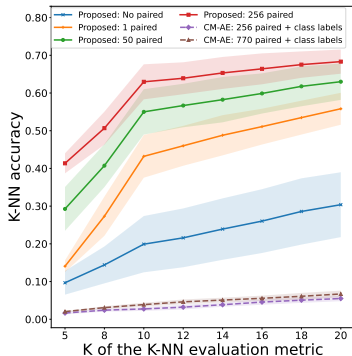 Proposed: No paired
Proposed: 1 paired
Proposed: 50 paired
Proposed: 256 paired
CM-AE: 256 paired + class labels
CM-AE: 770 paired + class labels
K-NN accuracy
0.80
0.70
0.60
0.50
0.40
0.30
0.20
0.10
0.00
5 8 10 12 14 16 18 20
K of the K-NN evaluation metric